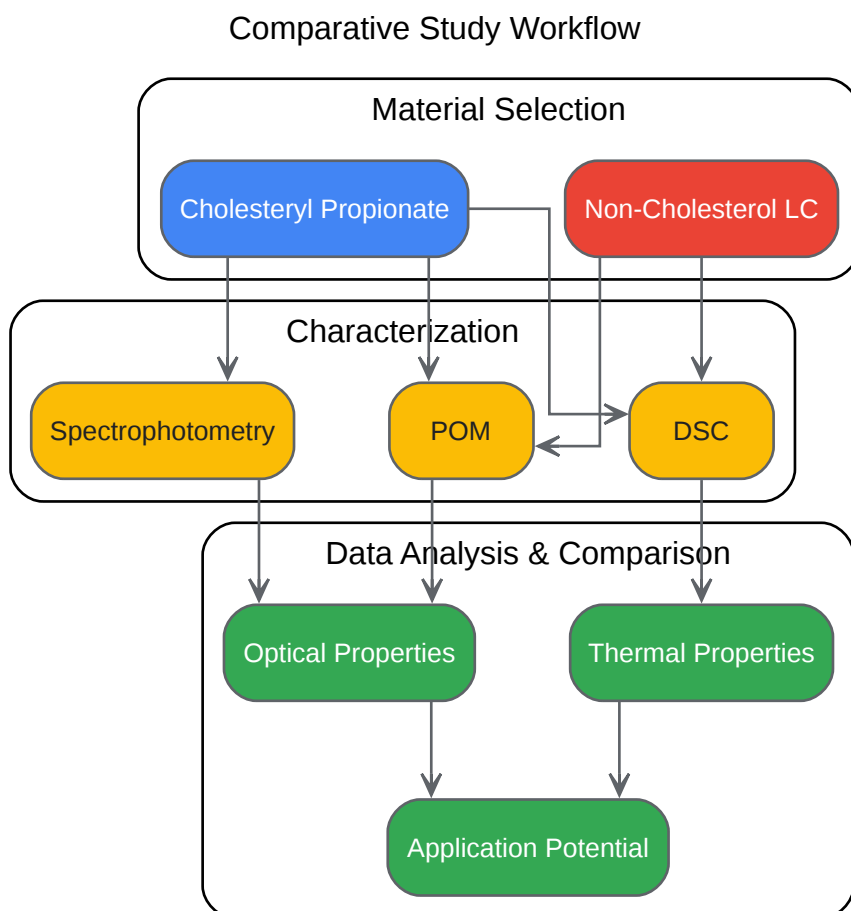 Comparative Study Workflow
Material Selection
Cholesteryl Propionate
Non-Cholesterol LC
Characterization
Spectrophotometry
POM
DSC
Data Analysis & Comparison
Optical Properties
Thermal Properties
Application Potential